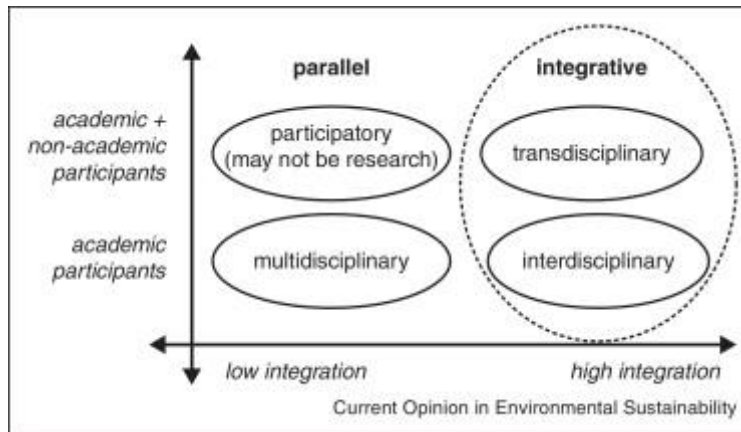 parallel
integrative
academic +
non-academic
participants
participatory
(may not be research)
transdisciplinary
academic
participants
multidisciplinary
interdisciplinary
low integration
high integration
Current Opinion in Environmental Sustainability